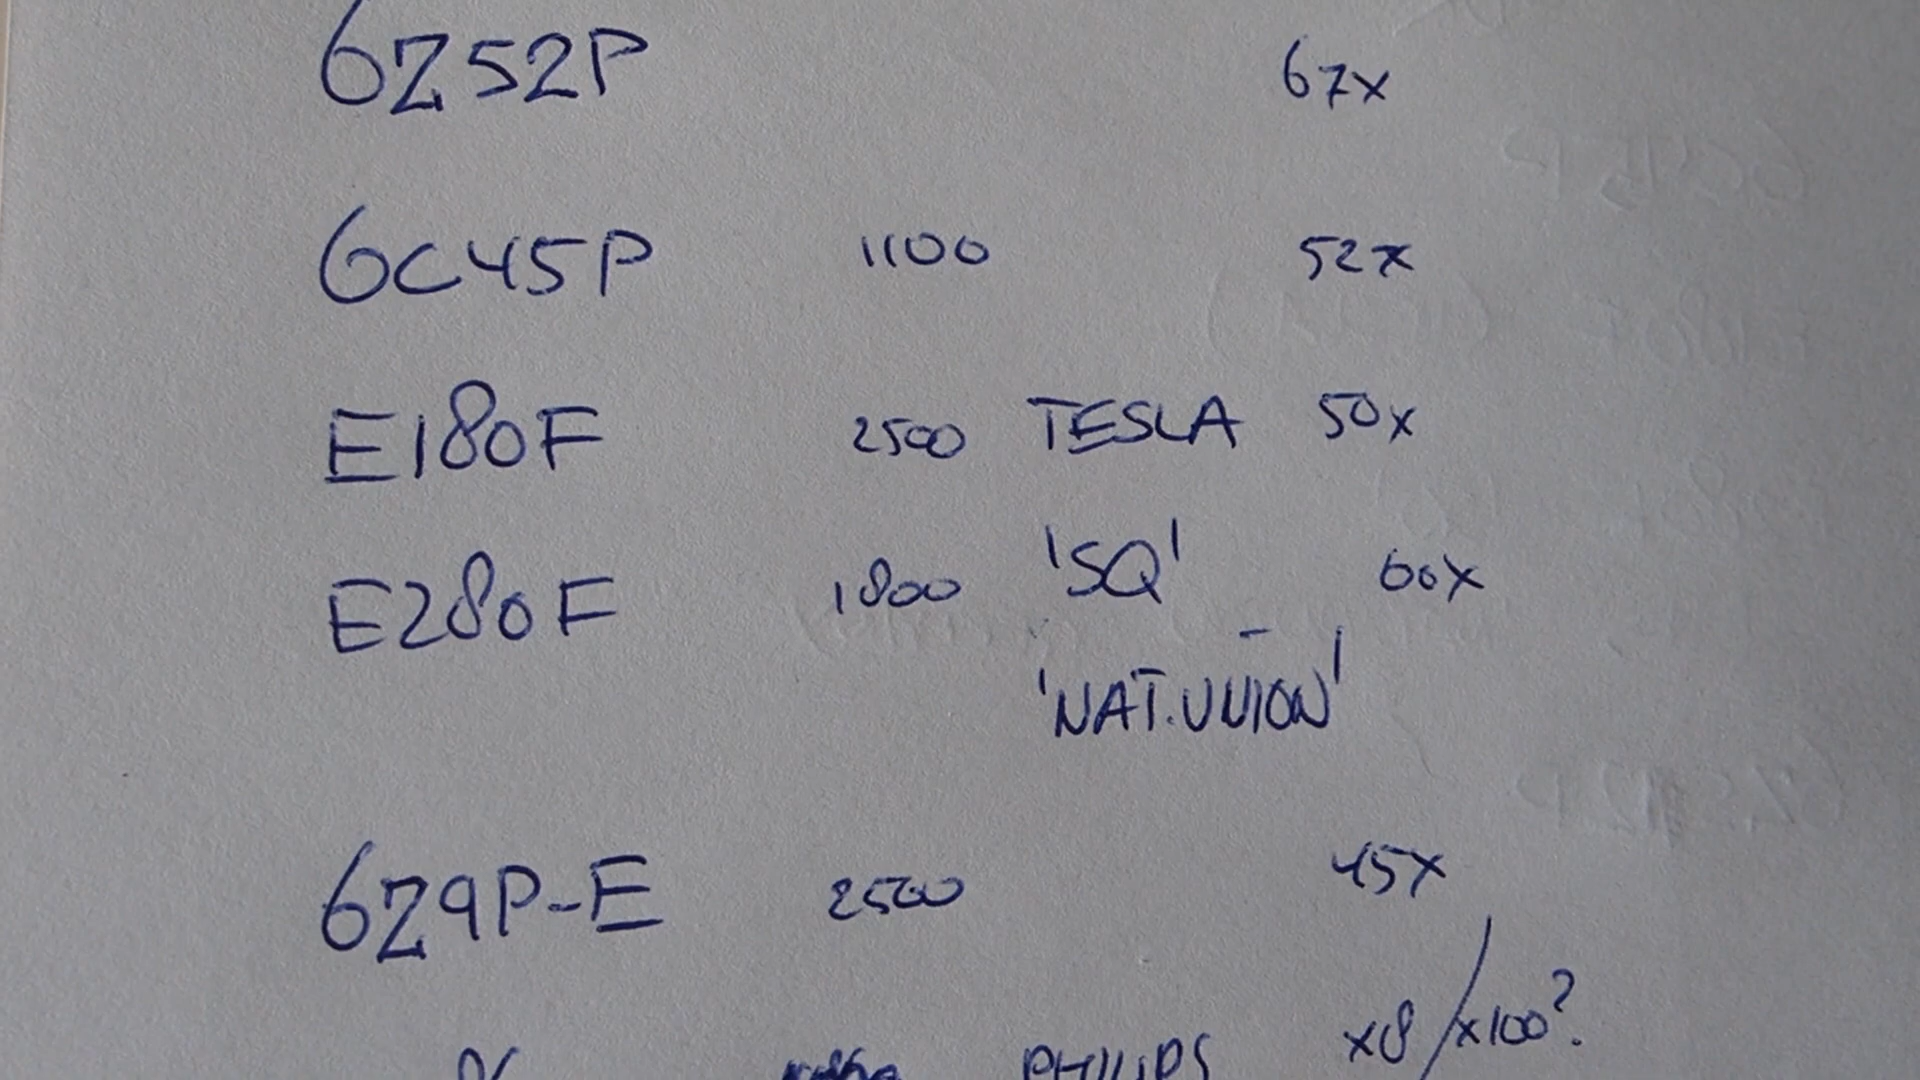 6Z52P 67x
6C45P 1100 52x
E180F 2500 TESLA 50x
E280F 1800 'SQ' 60x
'NAT.UNION'
6Z9P-E 2500 45x
PHILIPS x8/x100?